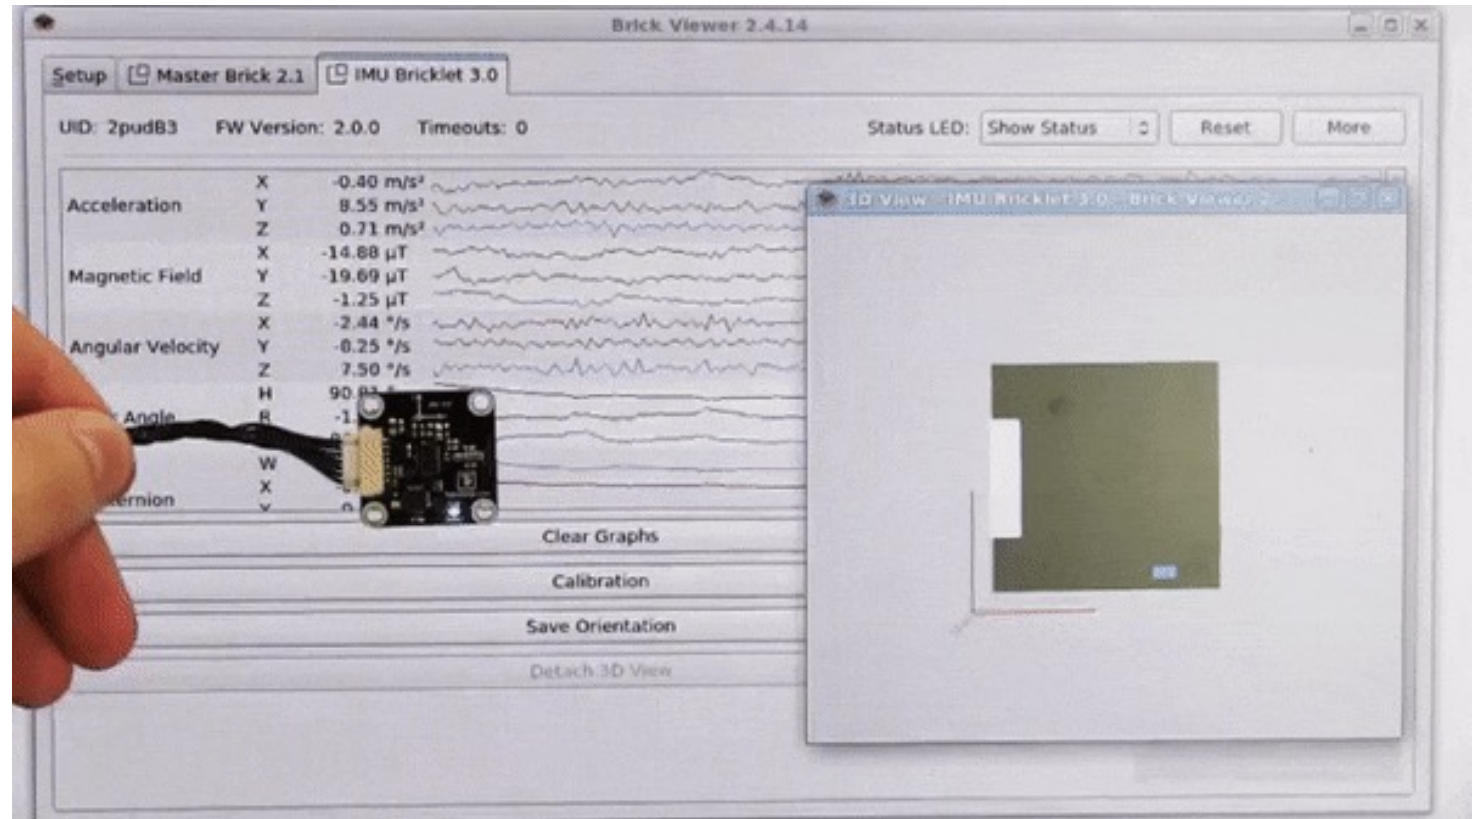 Brick Viewer 2.4.14
Setup Master Brick 2.1 IMU Bricklet 3.0
UID: 2pudB3 FW Version: 2.0.0 Timeouts: 0 Status LED: Show Status Reset More
X -0.40 m/s²
Acceleration Y 8.55 m/s²
Z 0.71 m/s²
X -14.88 µT
Magnetic Field Y -19.69 µT
Z -1.25 µT
X -2.44 °/s
Angular Velocity Y -0.25 °/s
Z 7.50 °/s
H
Angle R
W
X
Y
3D View - IMU Bricklet 3.0 - Brick Viewer
Clear Graphs
Calibration
Save Orientation
Detach 3D View